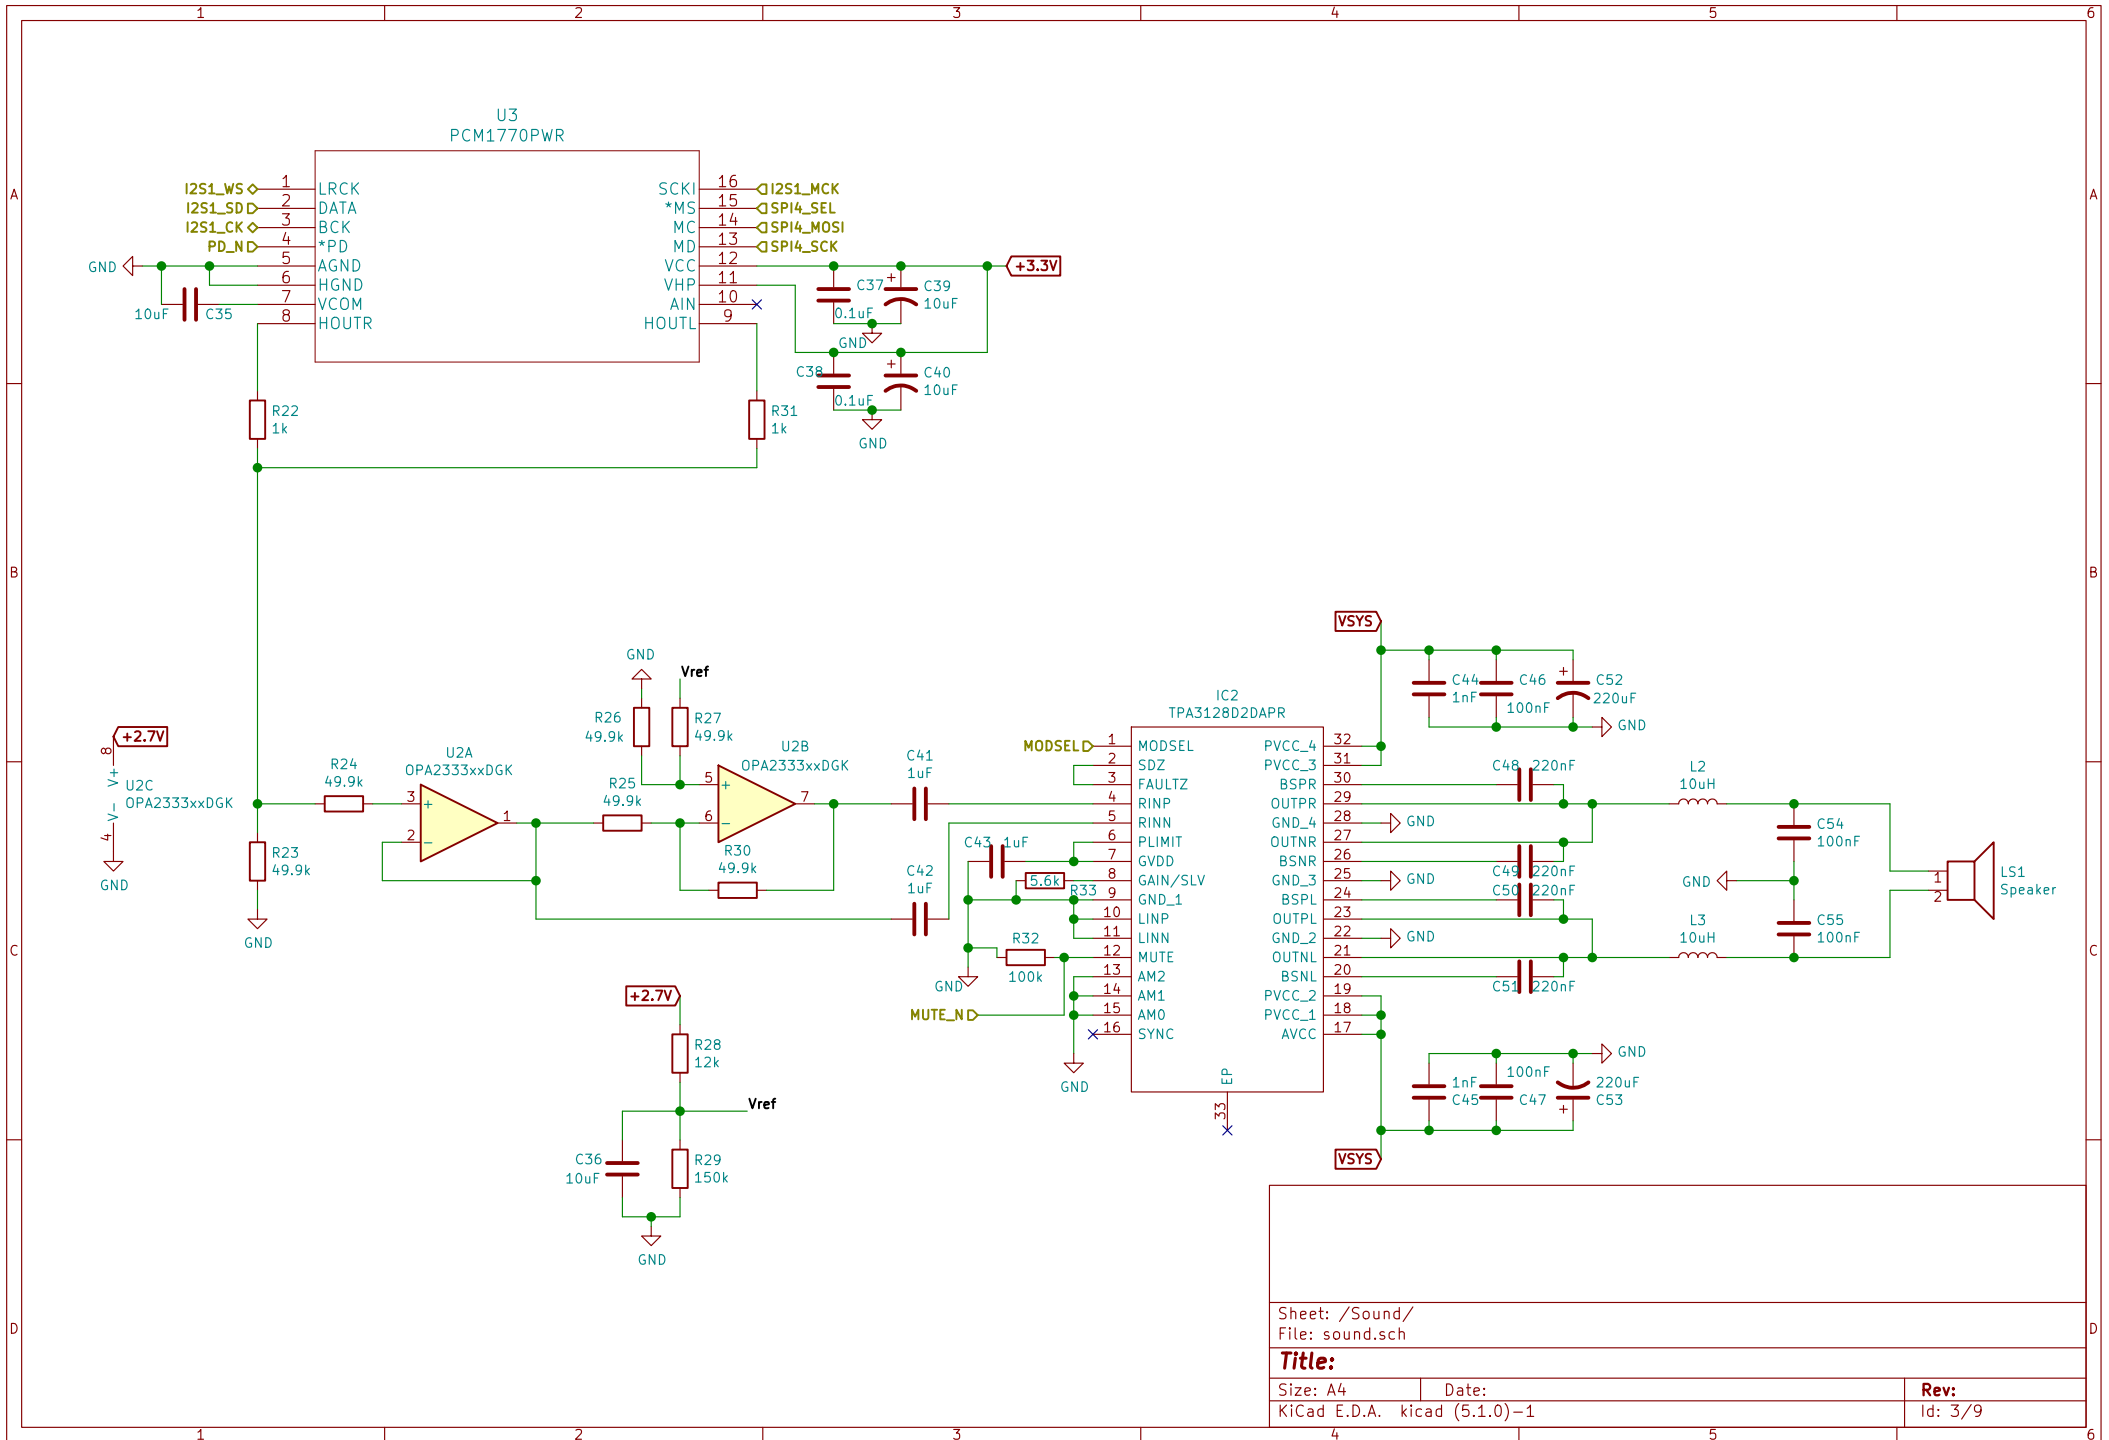 1 2 3 4 5 6
A A
B B
C C
D D
U3
PCM1770PWR
I2S1_WS 1 LRCK
I2S1_SD 2 DATA
I2S1_CK 3 BCK
PD_N 4 *PD
GND 5 AGND
6 HGND
7 VCOM
8 HOUTR
10uF C35
SCKI 16 I2S1_MCK
*MS 15 SPI4_SEL
MC 14 SPI4_MOSI
MD 13 SPI4_SCK
VCC 12
VHP 11
AIN 10
HOUTL 9
+3.3V
C37
0.1uF
+ C39
10uF
GND
C38
0.1uF
+ C40
10uF
GND
R22
1k
R31
1k
+2.7V
8 V+
U2C
OPA2333xxDGK
4 V-
GND
R24
49.9k
R23
49.9k
GND
U2A
OPA2333xxDGK
3 +
2 -
1
R25
49.9k
GND
Vref
R26
49.9k
R27
49.9k
U2B
OPA2333xxDGK
5 +
6 -
7
R30
49.9k
C41
1uF
C42
1uF
+2.7V
R28
12k
Vref
C36
10uF
R29
150k
GND
IC2
TPA3128D2DAPR
MODSEL 1 MODSEL
2 SDZ
3 FAULTZ
4 RINP
5 RINN
6 PLIMIT
7 GVDD
8 GAIN/SLV
9 GND_1
10 LINP
11 LINN
12 MUTE
13 AM2
14 AM1
15 AM0
16 SYNC
C43 1uF
5.6k
R33
R32
100k
GND
MUTE_N
GND
EP
33
PVCC_4 32
PVCC_3 31
BSPR 30
OUTPR 29
GND_4 28 GND
OUTNR 27
BSNR 26
GND_3 25 GND
BSPL 24
OUTPL 23
GND_2 22 GND
OUTNL 21
BSNL 20
PVCC_2 19
PVCC_1 18
AVCC 17
VSYS
C44
1nF
C46
100nF
+ C52
220uF
GND
C48 220nF
C49 220nF
C50 220nF
C51 220nF
L2
10uH
L3
10uH
C54
100nF
GND
C55
100nF
1
2
LS1
Speaker
GND
1nF
C45
100nF
C47
220uF
C53
+
VSYS
Sheet: /Sound/
File: sound.sch
Title:
Size: A4 Date: Rev:
KiCad E.D.A. kicad (5.1.0)-1 Id: 3/9
1 2 3 4 5 6